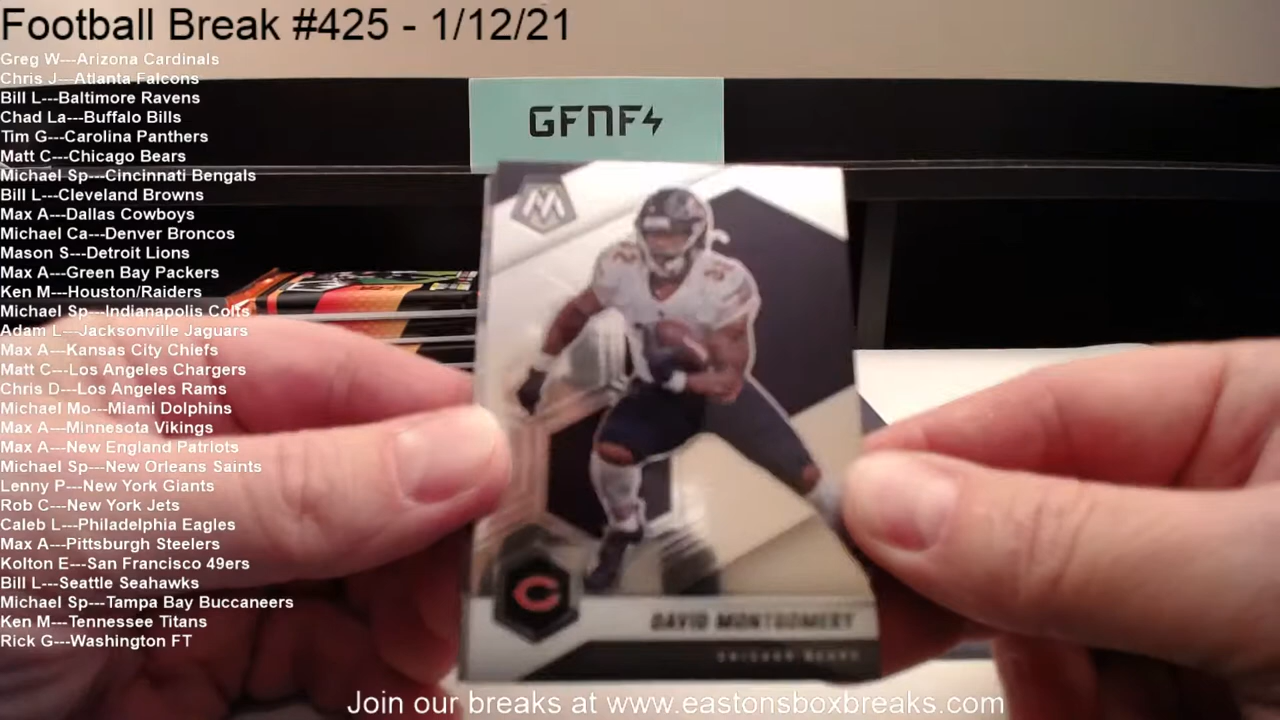 Football Break #425 - 1/12/21
Greg W---Arizona Cardinals
Chris J---Atlanta Falcons
Bill L---Baltimore Ravens
Chad La---Buffalo Bills
Tim G---Carolina Panthers
Matt C---Chicago Bears
Michael Sp---Cincinnati Bengals
Bill L---Cleveland Browns
Max A---Dallas Cowboys
Michael Ca---Denver Broncos
Mason S---Detroit Lions
Max A---Green Bay Packers
Ken M---Houston/Raiders
Michael Sp---Indianapolis Colts
Adam L---Jacksonville Jaguars
Max A---Kansas City Chiefs
Matt C---Los Angeles Chargers
Chris D---Los Angeles Rams
Michael Mo---Miami Dolphins
Max A---Minnesota Vikings
Max A---New England Patriots
Michael Sp---New Orleans Saints
Lenny P---New York Giants
Rob C---New York Jets
Caleb L---Philadelphia Eagles
Max A---Pittsburgh Steelers
Kolton E---San Francisco 49ers
Bill L---Seattle Seahawks
Michael Sp---Tampa Bay Buccaneers
Ken M---Tennessee Titans
Rick G---Washington FT
GFNF
M
32
C
DAVID MONTGOMERY
CHICAGO BEARS
Join our breaks at www.eastonsboxbreaks.com